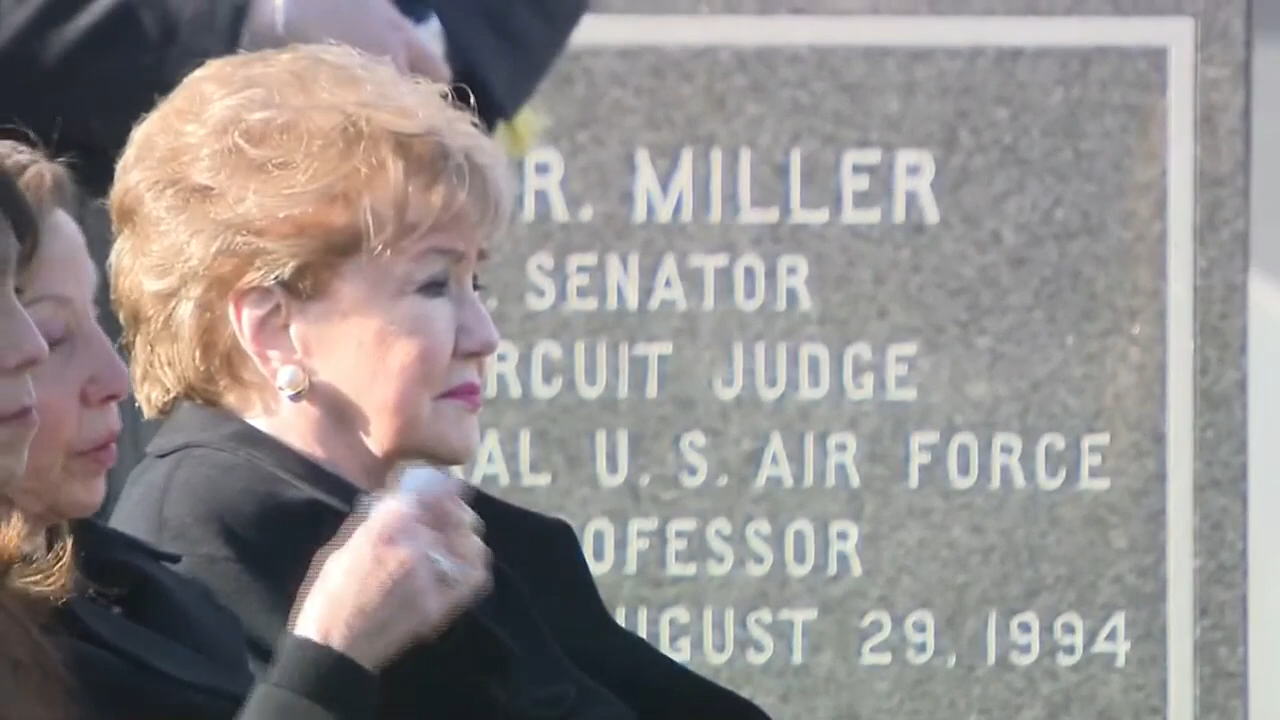 R. MILLER
SENATOR
RCUIT JUDGE
AL U. S. AIR FORCE
OFESSOR
UGUST 29, 1994